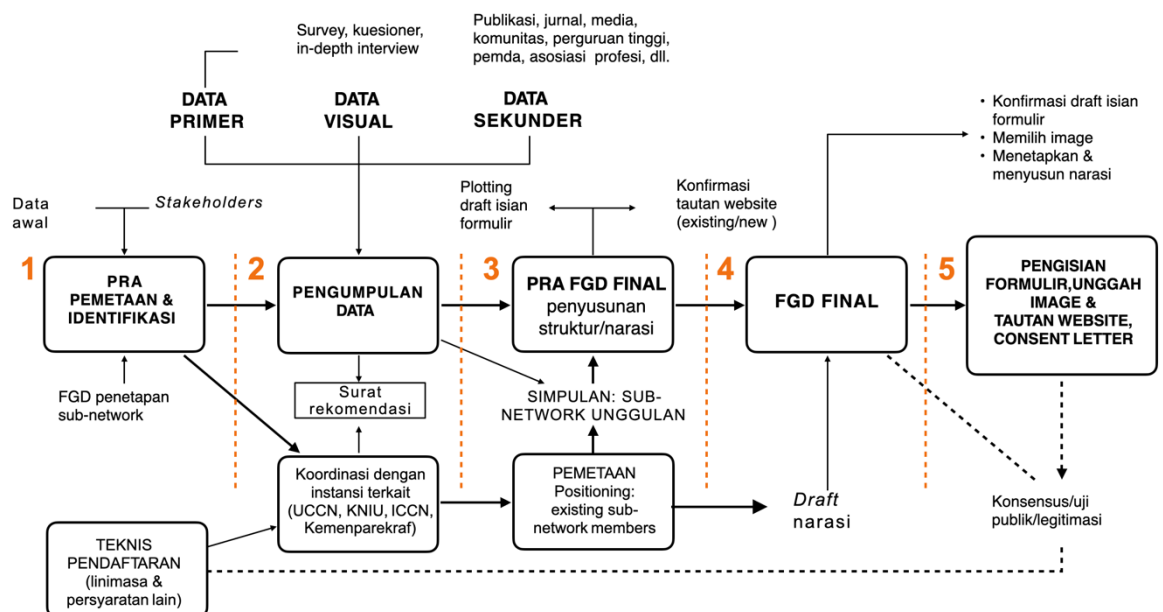 Survey, kuesioner,
in-depth interview
Publikasi, jurnal, media,
komunitas, perguruan tinggi,
pemda, asosiasi profesi, dll.
DATA
PRIMER
DATA
VISUAL
DATA
SEKUNDER
• Konfirmasi draft isian
formulir
• Memilih image
• Menetapkan &
menyusun narasi
Data
awal
Stakeholders
Plotting
draft isian
formulir
Konfirmasi
tautan website
(existing/new )
1
PRA
PEMETAAN &
IDENTIFIKASI
2
PENGUMPULAN
DATA
3
PRA FGD FINAL
penyusunan
struktur/narasi
4
FGD FINAL
5
PENGISIAN
FORMULIR,UNGGAH
IMAGE &
TAUTAN WEBSITE,
CONSENT LETTER
FGD penetapan
sub-network
Surat
rekomendasi
SIMPULAN: SUB-
NETWORK UNGGULAN
Koordinasi dengan
instansi terkait
(UCCN, KNIU, ICCN,
Kemenparekraf)
PEMETAAN
Positioning:
existing sub-
network members
Draft
narasi
Konsensus/uji
publik/legitimasi
TEKNIS
PENDAFTARAN
(linimasa &
persyaratan lain)